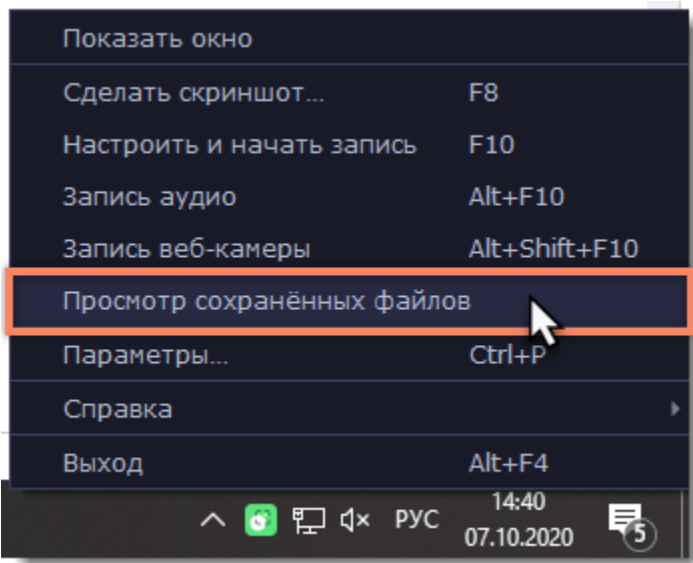 Показать окно
Сделать скриншот... F8
Настроить и начать запись F10
Запись аудио Alt+F10
Запись веб-камеры Alt+Shift+F10
Просмотр сохранённых файлов
Параметры... Ctrl+P
Справка
Выход Alt+F4
РУС
14:40
07.10.2020
5